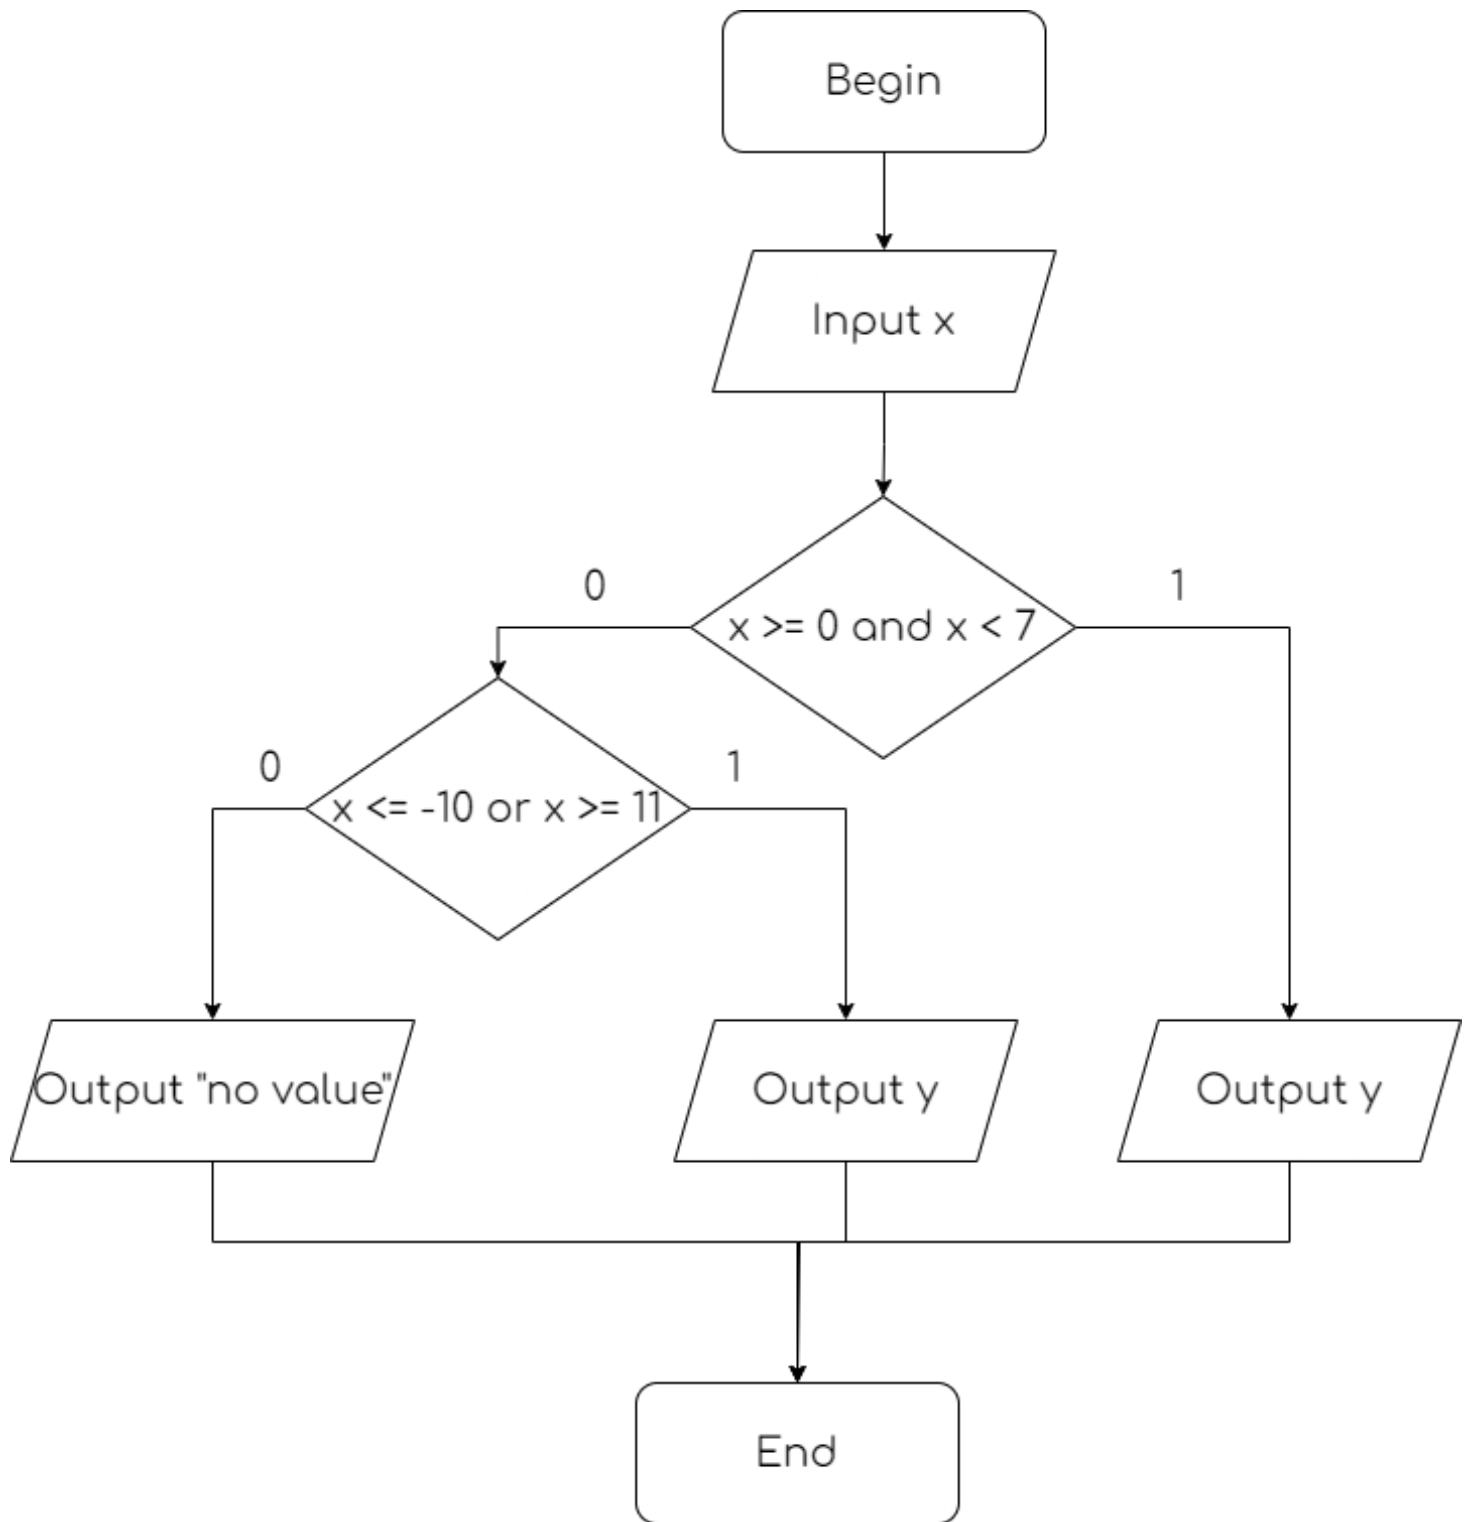 Begin
Input x
0
1
x >= 0 and x < 7
0
1
x <= -10 or x >= 11
Output "no value"
Output y
Output y
End